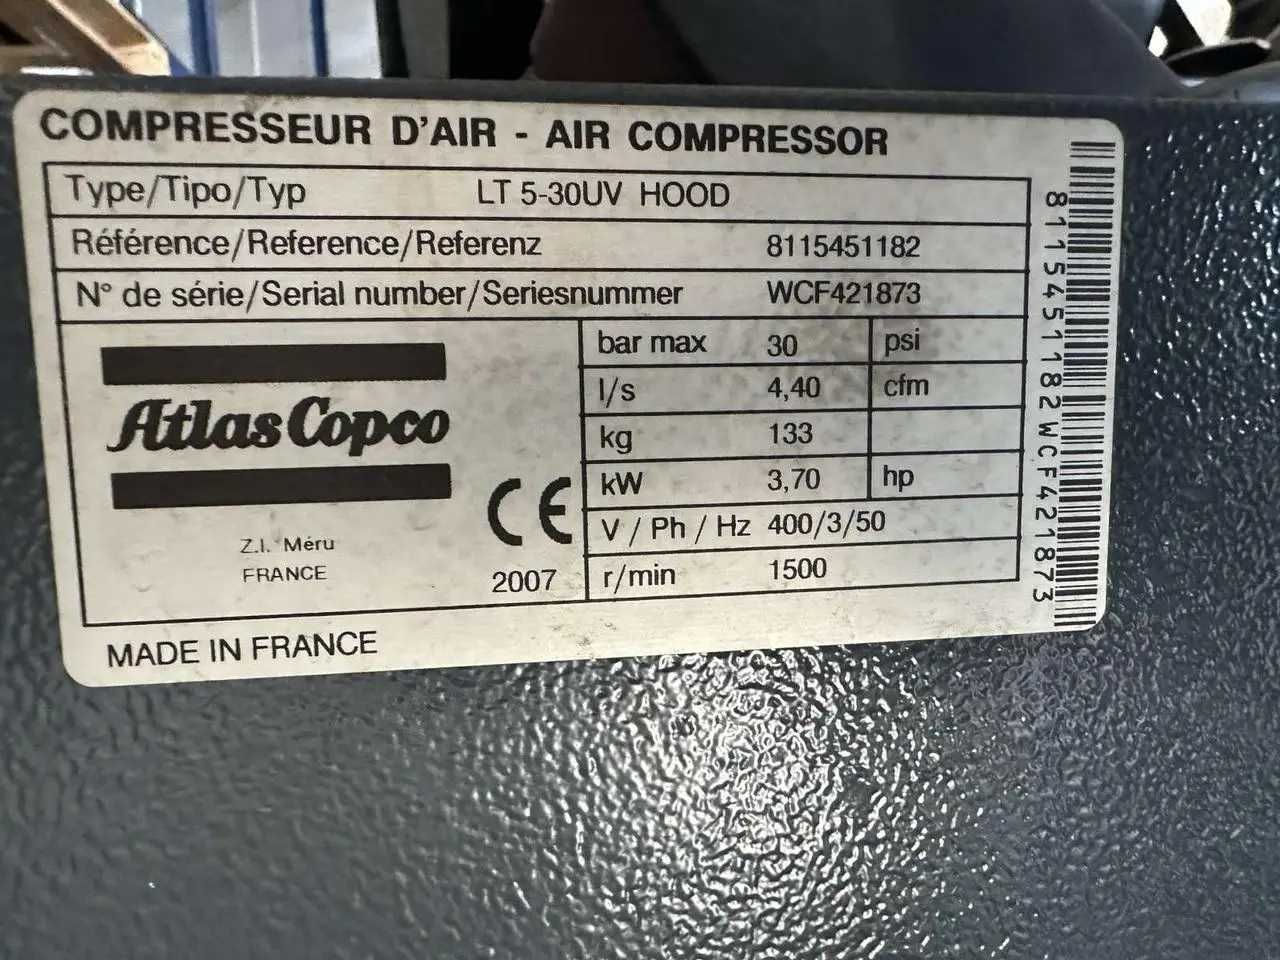 COMPRESSEUR D'AIR - AIR COMPRESSOR
Type/Tipo/Typ LT 5-30UV HOOD
Référence/Reference/Referenz 8115451182
N° de série/Serial number/Seriesnummer WCF421873
bar max 30 psi
l/s 4,40 cfm
kg 133
kW 3,70 hp
V / Ph / Hz 400/3/50
r/min 1500
Atlas Copco
Z.I. Méru
FRANCE
CE
2007
MADE IN FRANCE
8115451182WCF421873